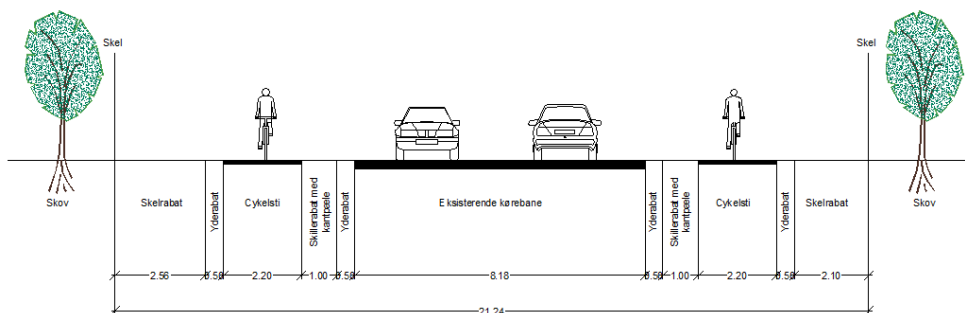 Skel
Skel
Skov
Skelrabat
Yderabat
Cykelsti
Skillerabat med
kantpæle
Yderabat
Eksisterende kørebane
Yderabat
Skillerabat med
kantpæle
Cykelsti
Yderabat
Skelrabat
Skov
2.56
0.50
2.20
1.00
0.50
8.18
0.50
1.00
2.20
0.50
2.10
21.24